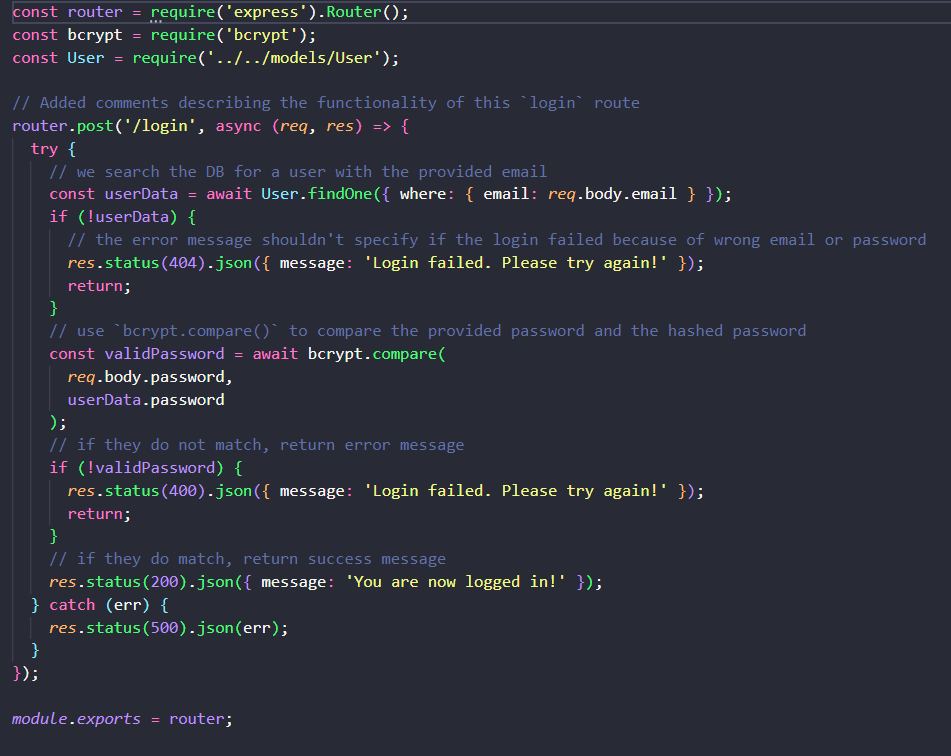 const router = require('express').Router();
const bcrypt = require('bcrypt');
const User = require('../../models/User');

// Added comments describing the functionality of this `login` route
router.post('/login', async (req, res) => {
  try {
    // we search the DB for a user with the provided email
    const userData = await User.findOne({ where: { email: req.body.email } });
    if (!userData) {
      // the error message shouldn't specify if the login failed because of wrong email or password
      res.status(404).json({ message: 'Login failed. Please try again!' });
      return;
    }
    // use `bcrypt.compare()` to compare the provided password and the hashed password
    const validPassword = await bcrypt.compare(
      req.body.password,
      userData.password
    );
    // if they do not match, return error message
    if (!validPassword) {
      res.status(400).json({ message: 'Login failed. Please try again!' });
      return;
    }
    // if they do match, return success message
    res.status(200).json({ message: 'You are now logged in!' });
  } catch (err) {
    res.status(500).json(err);
  }
});

module.exports = router;